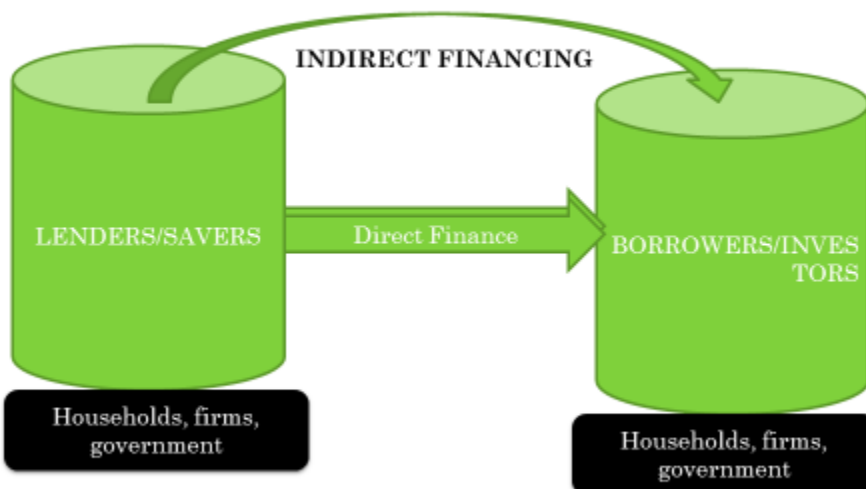 INDIRECT FINANCING
LENDERS/SAVERS
Direct Finance
BORROWERS/INVES
TORS
Households, firms,
government
Households, firms,
government